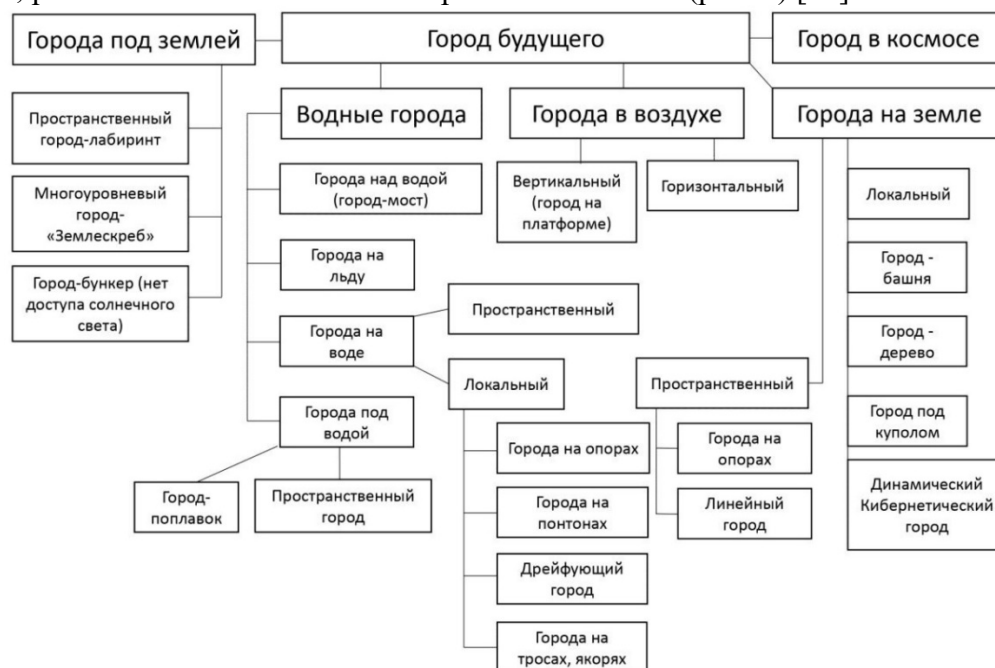 Города под землей
Город будущего
Город в космосе
Пространственный
город-лабиринт
Многоуровневый
город-
«Землескреб»
Город-бункер (нет
доступа солнечного
света)
Водные города
Города над водой
(город-мост)
Города на
льду
Города на
воде
Города под
водой
Город-
поплавок
Пространственный
город
Пространственный
Локальный
Города на опорах
Города на
понтонах
Дрейфующий
город
Города на
тросах, якорях
Города в воздухе
Вертикальный
(город на
платформе)
Горизонтальный
Города на земле
Пространственный
Города на
опорах
Линейный
город
Локальный
Город -
башня
Город -
дерево
Город под
куполом
Динамический
Кибернетический
город